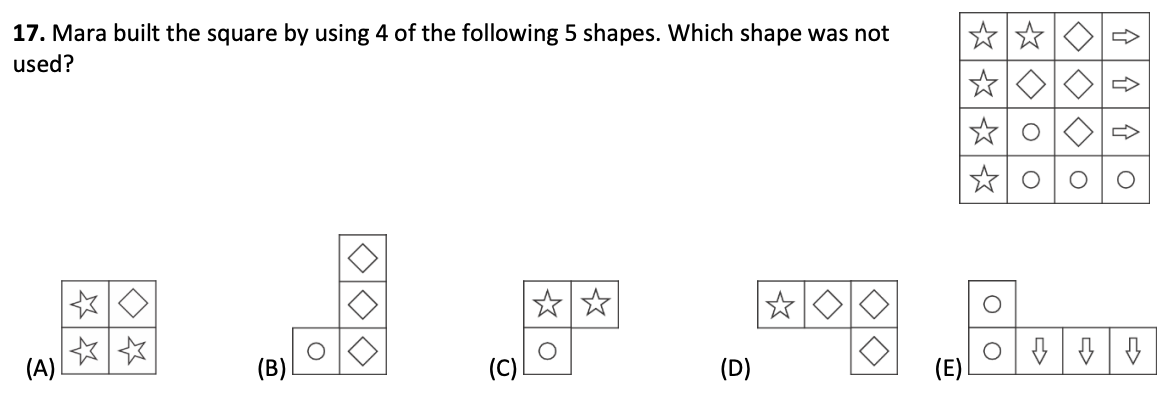 17. Mara built the square by using 4 of the following 5 shapes. Which shape was not
used?
(A) (B) (C) (D) (E)